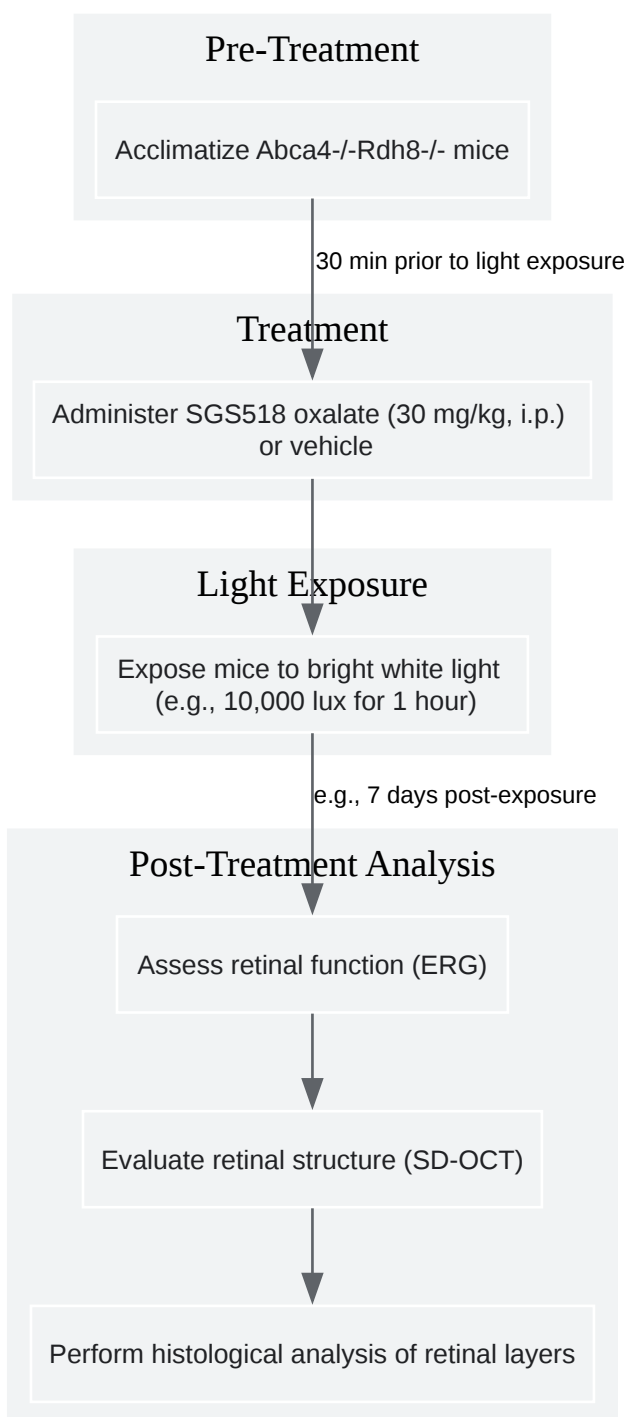 Pre-Treatment
Acclimatize Abca4-/-Rdh8-/- mice
30 min prior to light exposure
Treatment
Administer SGS518 oxalate (30 mg/kg, i.p.)
or vehicle
Light Exposure
Expose mice to bright white light
(e.g., 10,000 lux for 1 hour)
e.g., 7 days post-exposure
Post-Treatment Analysis
Assess retinal function (ERG)
Evaluate retinal structure (SD-OCT)
Perform histological analysis of retinal layers